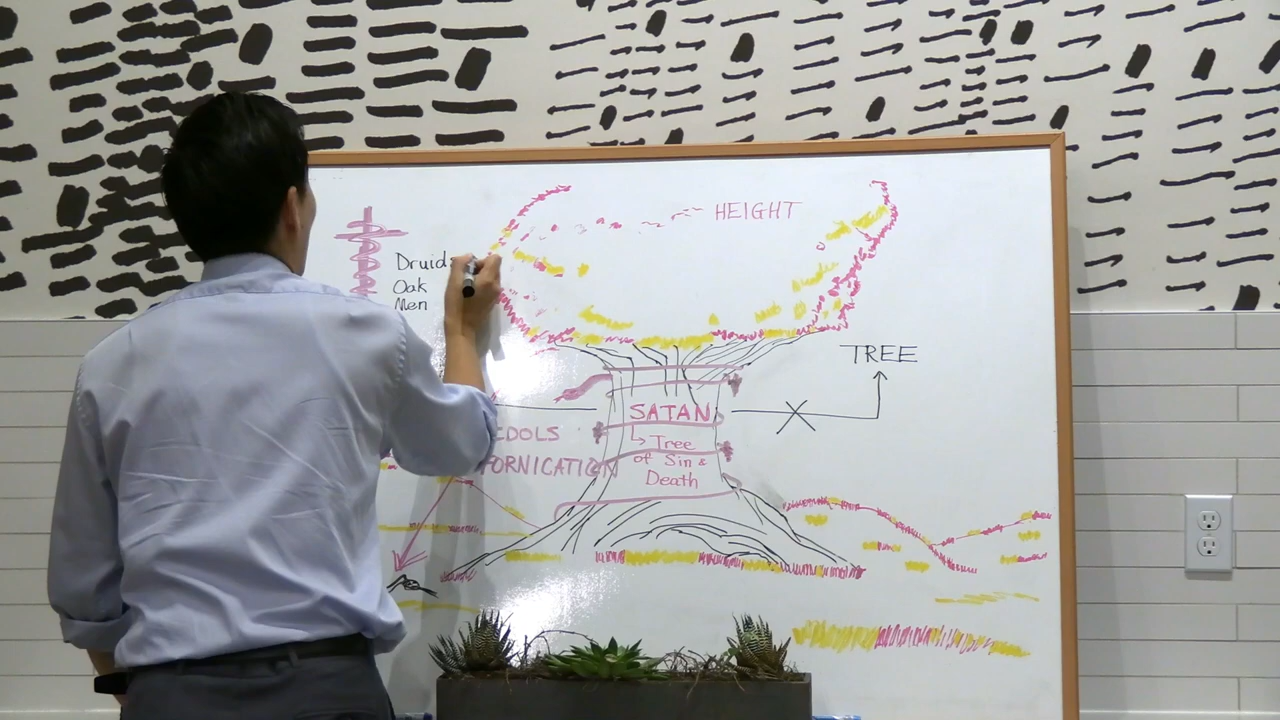 HEIGHT
Druid
Oak
Men
TREE
SATAN
Tree
of Sin &
Death
IDOLS
FORNICATION